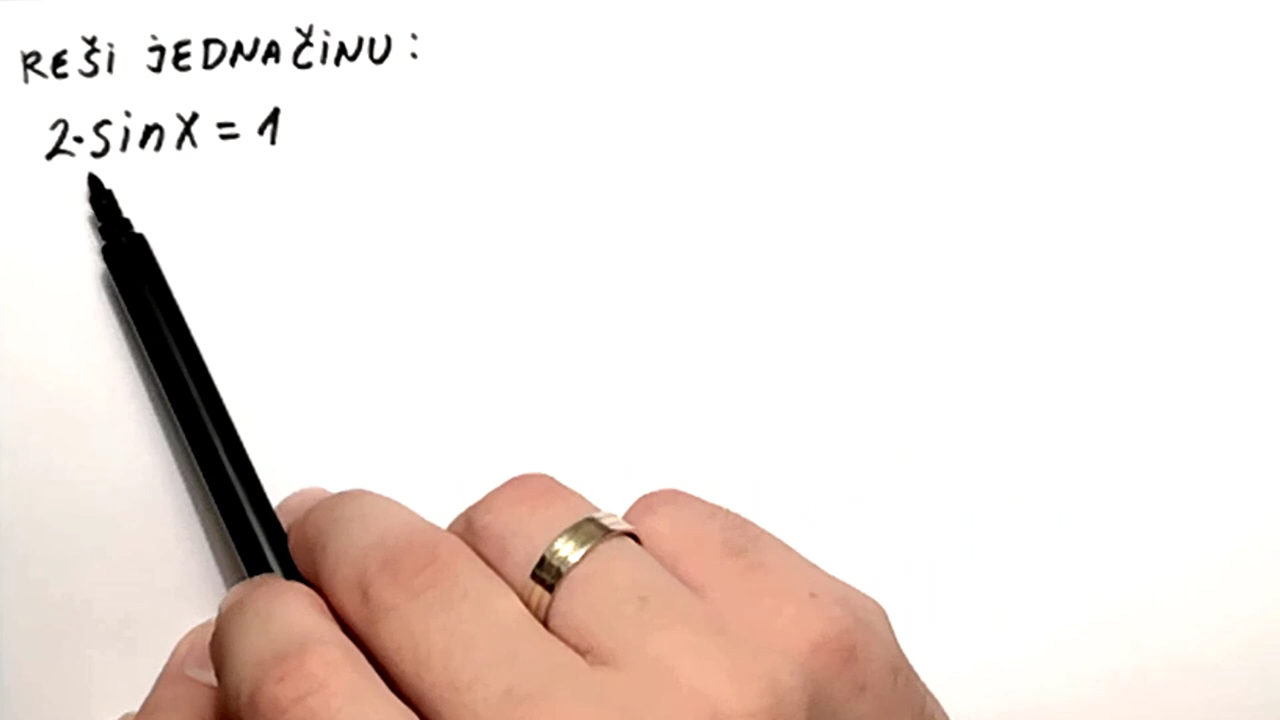 REŠi jEDNAČiNU:
2·sinX = 1